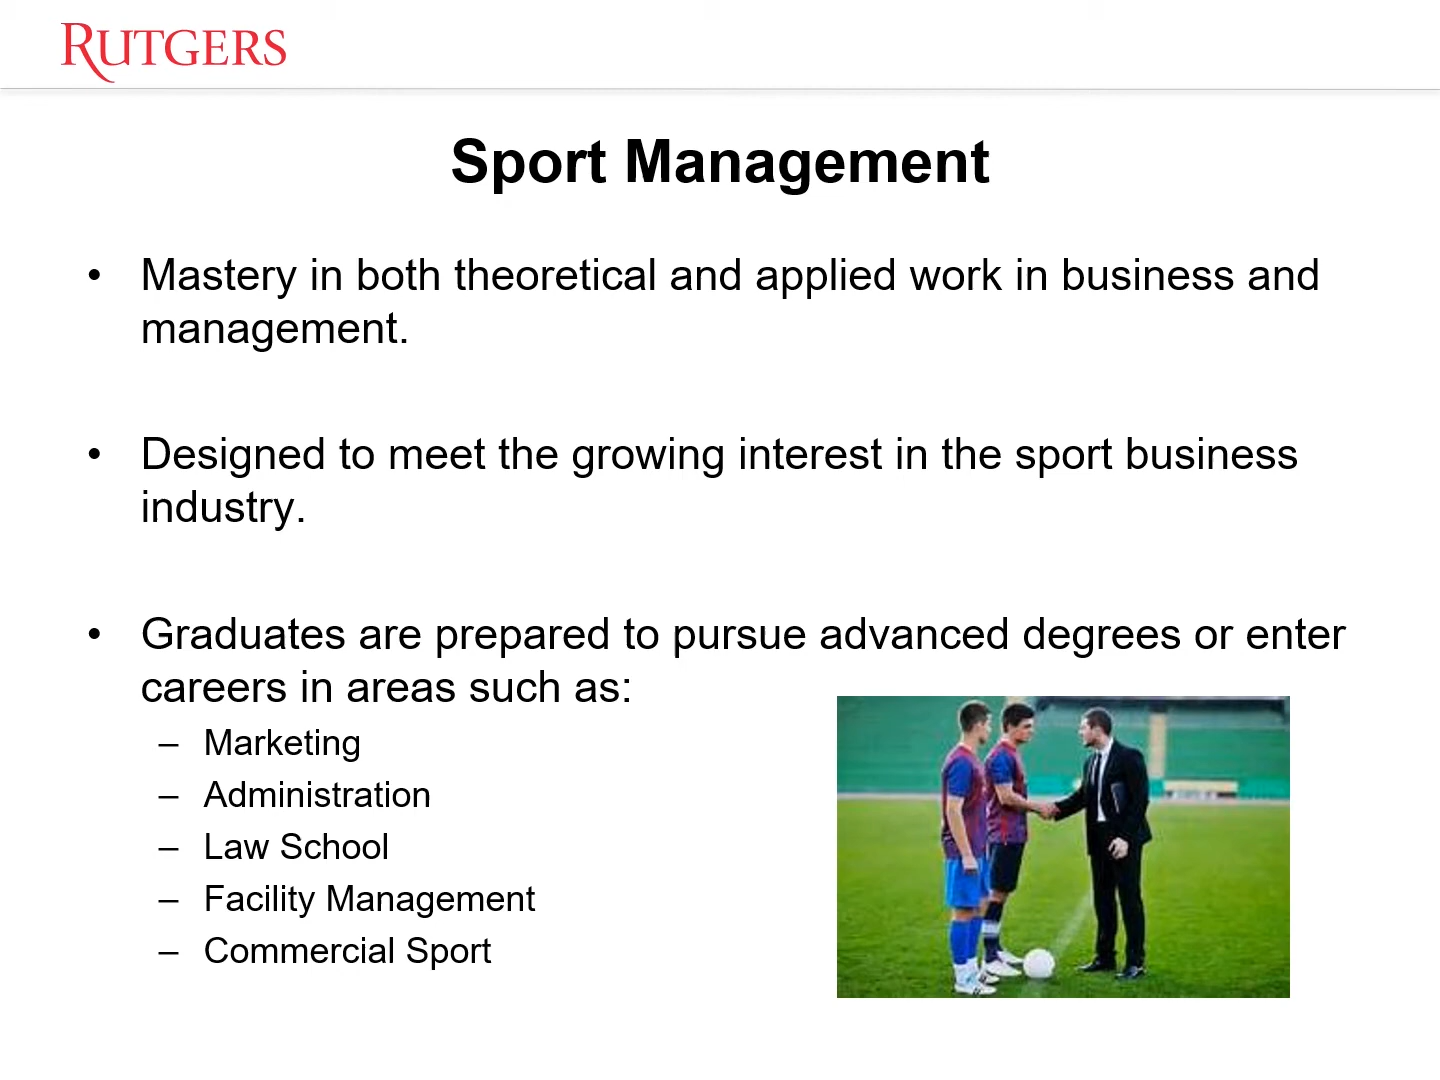 RUTGERS
Sport Management
• Mastery in both theoretical and applied work in business and
management.
• Designed to meet the growing interest in the sport business
industry.
• Graduates are prepared to pursue advanced degrees or enter
careers in areas such as:
– Marketing
– Administration
– Law School
– Facility Management
– Commercial Sport